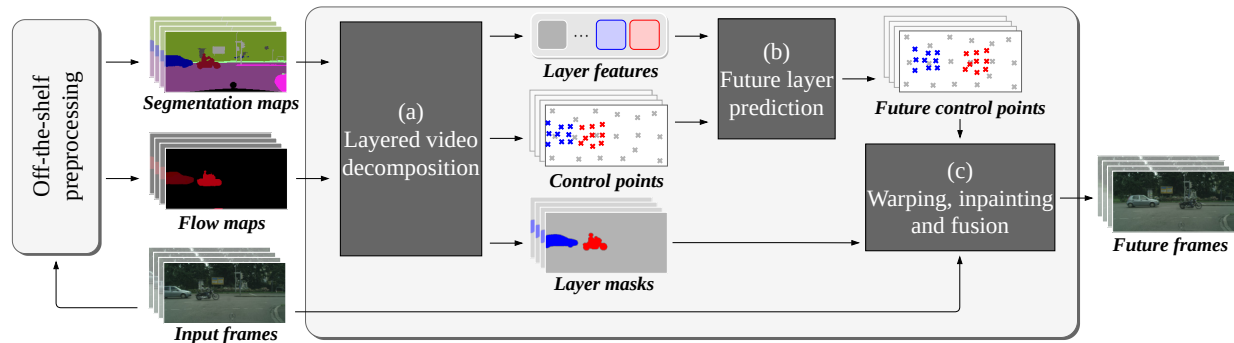 Off-the-shelf
preprocessing
Segmentation maps
Flow maps
Input frames
(a)
Layered video
decomposition
...
Layer features
Control points
Layer masks
(b)
Future layer
prediction
Future control points
(c)
Warping, inpainting
and fusion
Future frames